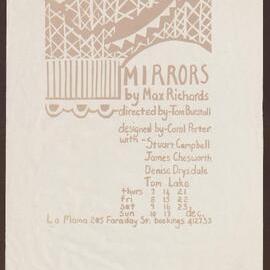 MIRRORS
by Max Richards
directed by-Tom Burstall
designed by-Carol Porter
with - Stuart Campbell
James Chesworth
Denise Drysdale
Tom Lake
thurs 7 14 21
fri 8 15 22
sat 9 16 23
sun 10 17 dec.
La Mama 205 Faraday St. bookings 412733